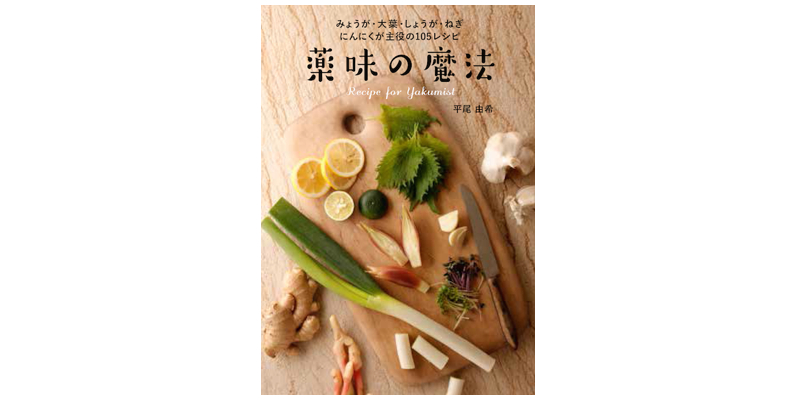 みょうが・大葉・しょうが・ねぎ
にんにくが主役の105レシピ
薬味の魔法
Recipe for Yakumist
平尾 由希